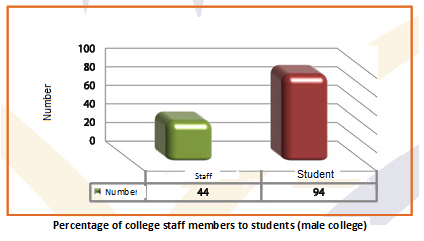 100
80
60
40
20
0
Number
Staff Student
Number 44 94
Percentage of college staff members to students (male college)